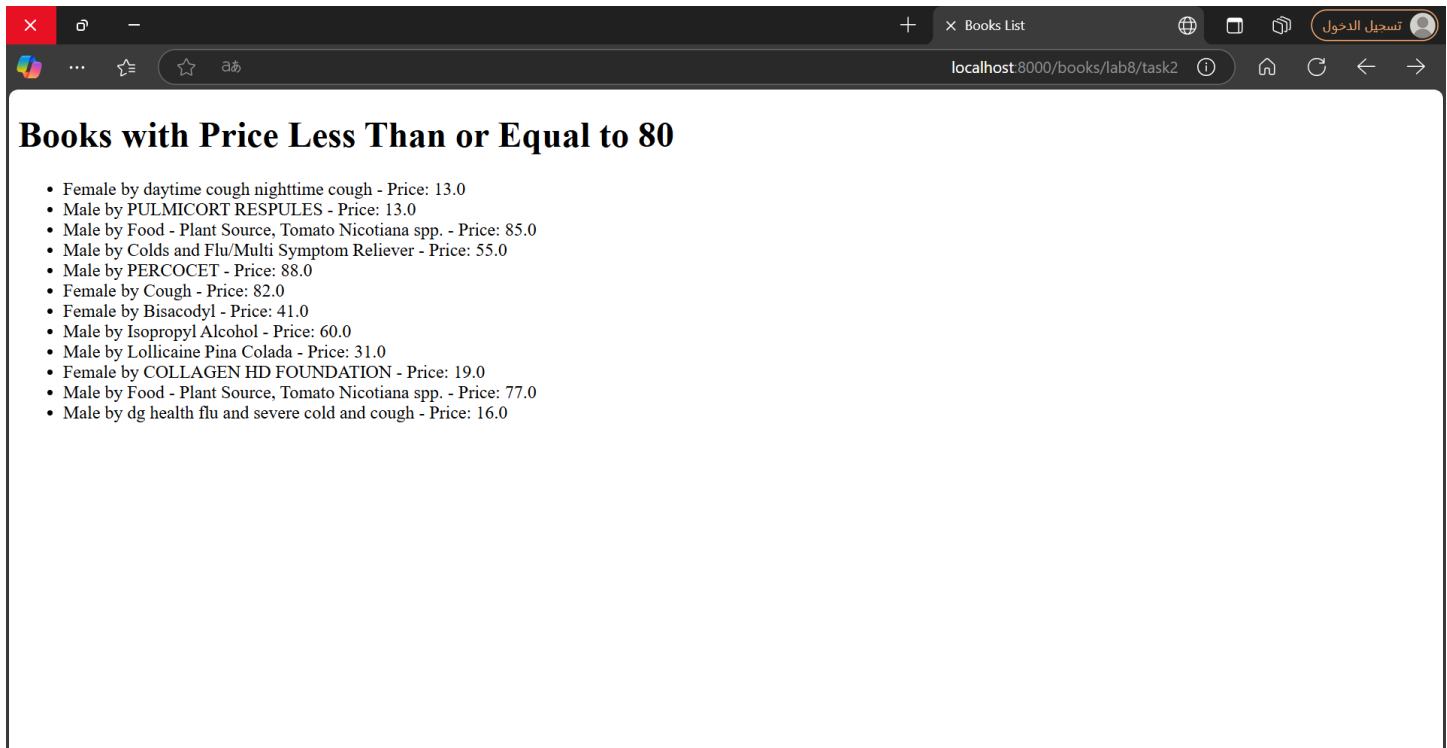 Books List
تسجيل الدخول
aあ
localhost:8000/books/lab8/task2
Books with Price Less Than or Equal to 80
• Female by daytime cough nighttime cough - Price: 13.0
• Male by PULMICORT RESPULES - Price: 13.0
• Male by Food - Plant Source, Tomato Nicotiana spp. - Price: 85.0
• Male by Colds and Flu/Multi Symptom Reliever - Price: 55.0
• Male by PERCOCET - Price: 88.0
• Female by Cough - Price: 82.0
• Female by Bisacodyl - Price: 41.0
• Male by Isopropyl Alcohol - Price: 60.0
• Male by Lollicaine Pina Colada - Price: 31.0
• Female by COLLAGEN HD FOUNDATION - Price: 19.0
• Male by Food - Plant Source, Tomato Nicotiana spp. - Price: 77.0
• Male by dg health flu and severe cold and cough - Price: 16.0